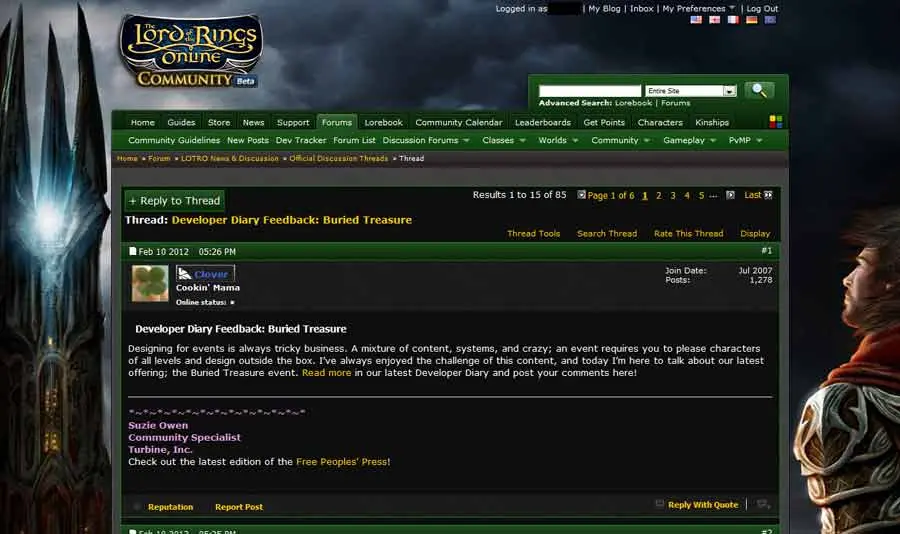 Logged in as | My Blog | Inbox | My Preferences | Log Out
The
Lord of the Rings
Online
COMMUNITY Beta
Entire Site
Advanced Search: Lorebook | Forums
Home Guides Store News Support Forums Lorebook Community Calendar Leaderboards Get Points Characters Kinships
Community Guidelines New Posts Dev Tracker Forum List Discussion Forums Classes Worlds Community Gameplay PvMP
Home » Forum » LOTRO News & Discussion » Official Discussion Threads » Thread
+ Reply to Thread
Results 1 to 15 of 85 Page 1 of 6 1 2 3 4 5 ... Last
Thread: Developer Diary Feedback: Buried Treasure
Thread Tools Search Thread Rate This Thread Display
Feb 10 2012 05:26 PM #1
Clover
Cookin' Mama
Online status:
Join Date: Jul 2007
Posts: 1,278
Developer Diary Feedback: Buried Treasure
Designing for events is always tricky business. A mixture of content, systems, and crazy; an event requires you to please characters
of all levels and design outside the box. I've always enjoyed the challenge of this content, and today I'm here to talk about our latest
offering; the Buried Treasure event. Read more in our latest Developer Diary and post your comments here!
*~*~*~*~*~*~*~*~*~*~*~*~*
Suzie Owen
Community Specialist
Turbine, Inc.
Check out the latest edition of the Free Peoples' Press!
Reputation Report Post Reply With Quote
#2